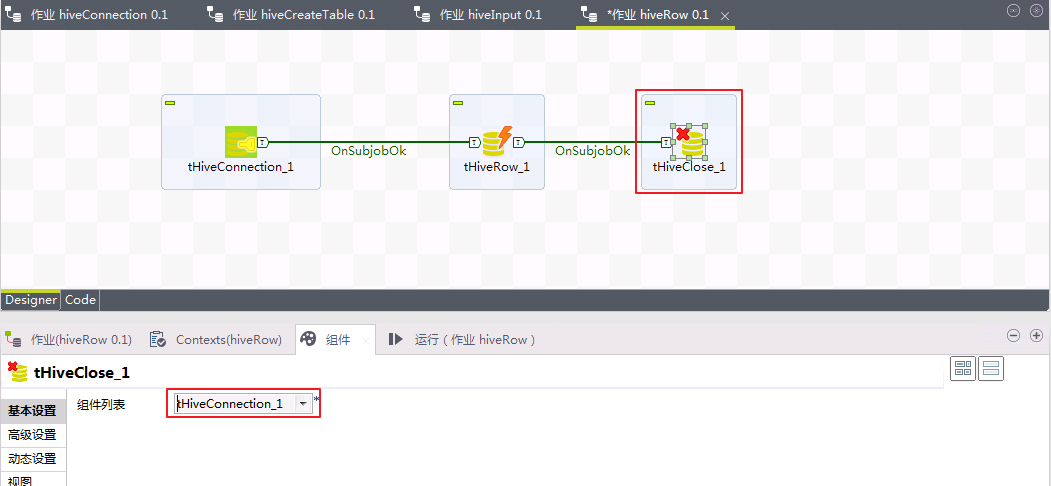 作业 hiveConnection 0.1
作业 hiveCreateTable 0.1
作业 hiveInput 0.1
*作业 hiveRow 0.1
T
T
T
T
OnSubjobOk
OnSubjobOk
tHiveConnection_1
tHiveRow_1
tHiveClose_1
Designer
Code
作业(hiveRow 0.1)
Contexts(hiveRow)
组件
运行 ( 作业 hiveRow )
tHiveClose_1
基本设置
组件列表
tHiveConnection_1
*
高级设置
动态设置
视图